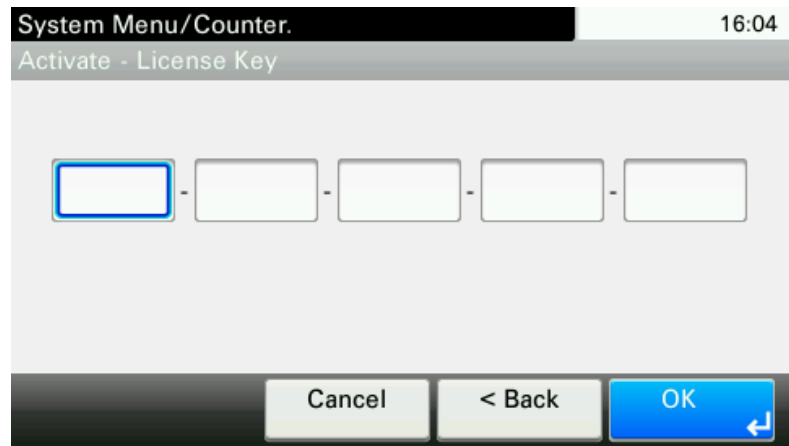 System Menu/Counter. 16:04
Activate - License Key
- - - -
Cancel < Back OK